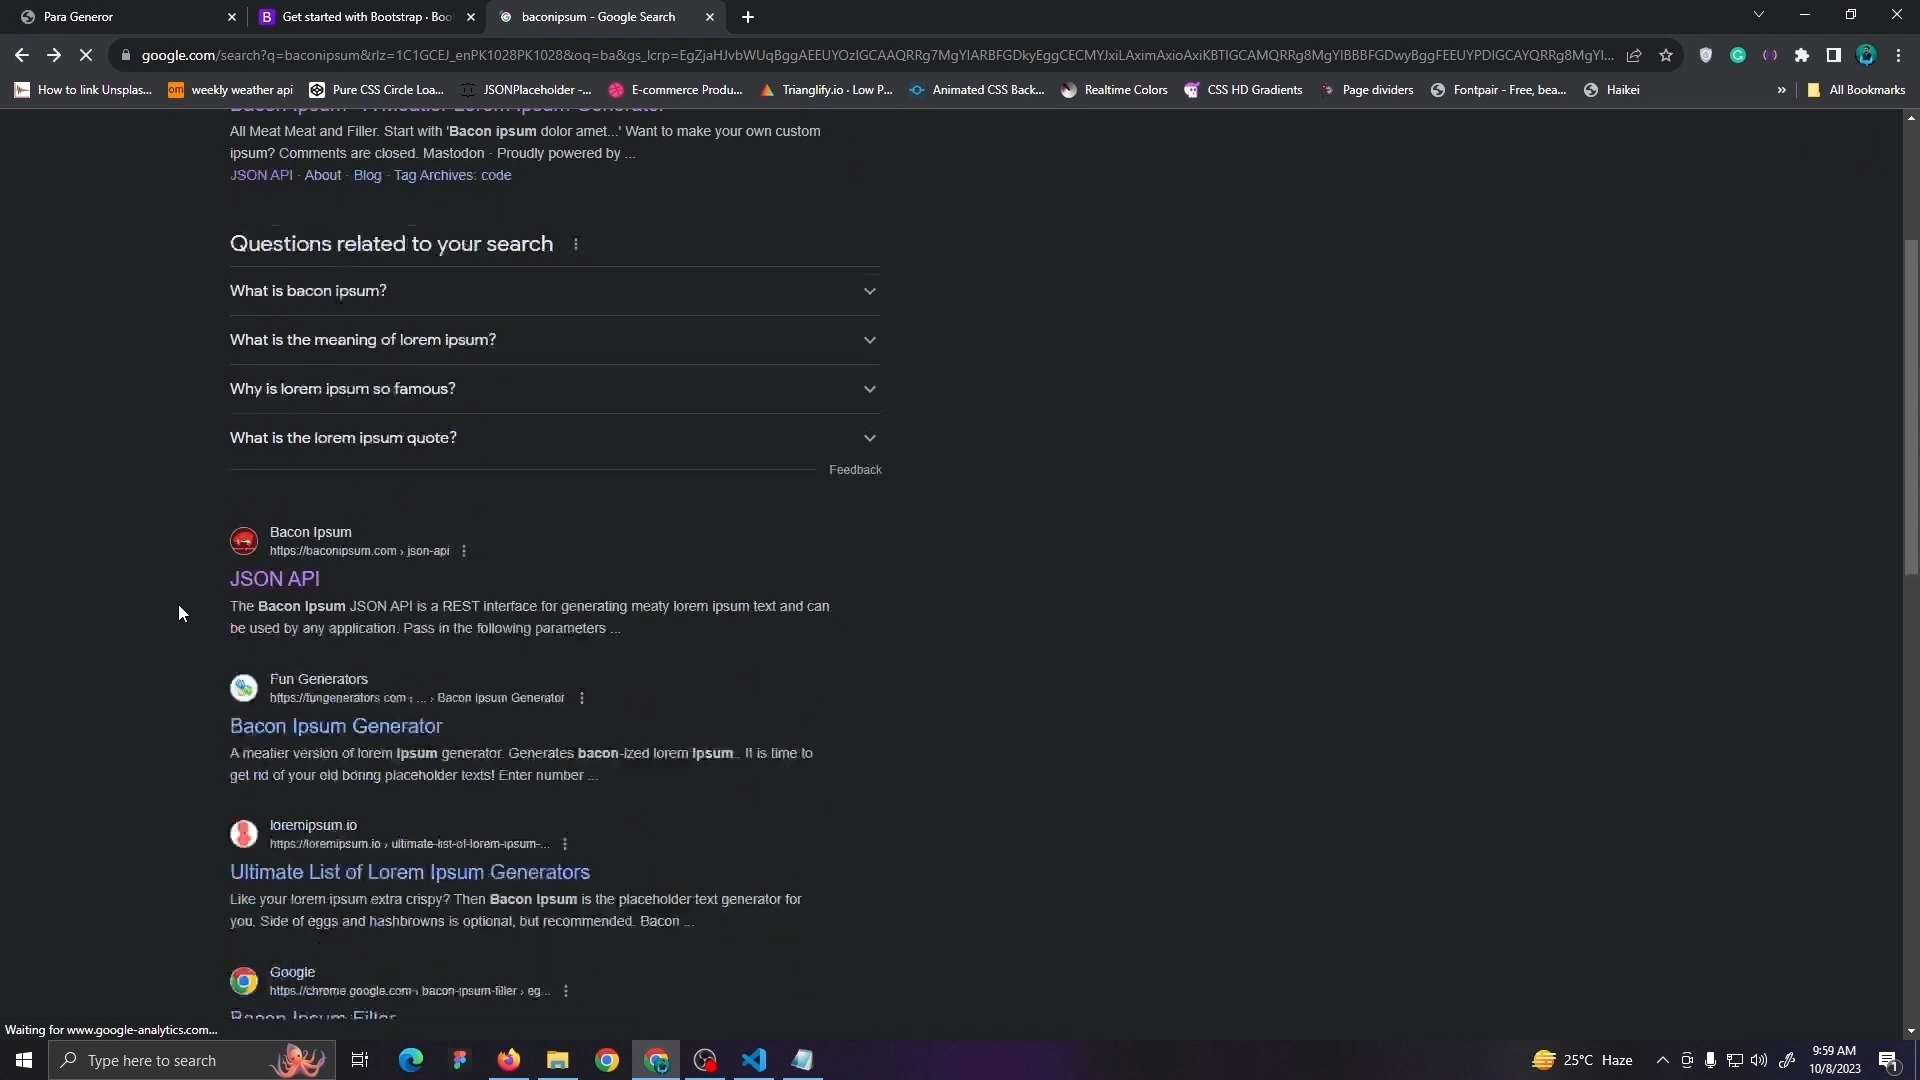 Para Generor
Get started with Bootstrap · Boo
baconipsum - Google Search
google.com/search?q=baconipsum&rlz=1C1GCEJ_enPK1028PK1028&oq=ba&gs_lcrp=
How to link Unsplas...
weekly weather api
Pure CSS Circle Loa...
JSONPlaceholder -...
E-commerce Produ...
Trianglify.io · Low P...
Animated CSS Back...
Realtime Colors
CSS HD Gradients
Page dividers
Fontpair - Free, bea...
Haikei
»
All Bookmarks
All Meat Meat and Filler. Start with 'Bacon ipsum dolor amet...' Want to make your own custom
ipsum? Comments are closed. Mastodon · Proudly powered by ...
JSON API · About · Blog · Tag Archives: code
Questions related to your search
What is bacon ipsum?
What is the meaning of lorem ipsum?
Why is lorem ipsum so famous?
What is the lorem ipsum quote?
Feedback
Bacon Ipsum
https://baconipsum.com › json-api
JSON API
The Bacon Ipsum JSON API is a REST interface for generating meaty lorem ipsum text and can
be used by any application. Pass in the following parameters ...
Fun Generators
https://fungenerators.com › ... › Bacon Ipsum Generator
Bacon Ipsum Generator
A meatier version of lorem Ipsum generator. Generates bacon-ized lorem Ipsum . It is time to
get rid of your old boring placeholder texts! Enter number ...
loremipsum.io
https://loremipsum.io › ultimate-list-of-lorem-ipsum-...
Ultimate List of Lorem Ipsum Generators
Like your lorem ipsum extra crispy? Then Bacon Ipsum is the placeholder text generator for
you. Side of eggs and hashbrowns is optional, but recommended. Bacon ...
Google
https://chrome.google.com › bacon-ipsum-filler › eg...
Bacon Ipsum Filler
Waiting for www.google-analytics.com...
Type here to search
25°C Haze
9:59 AM
10/8/2023
1